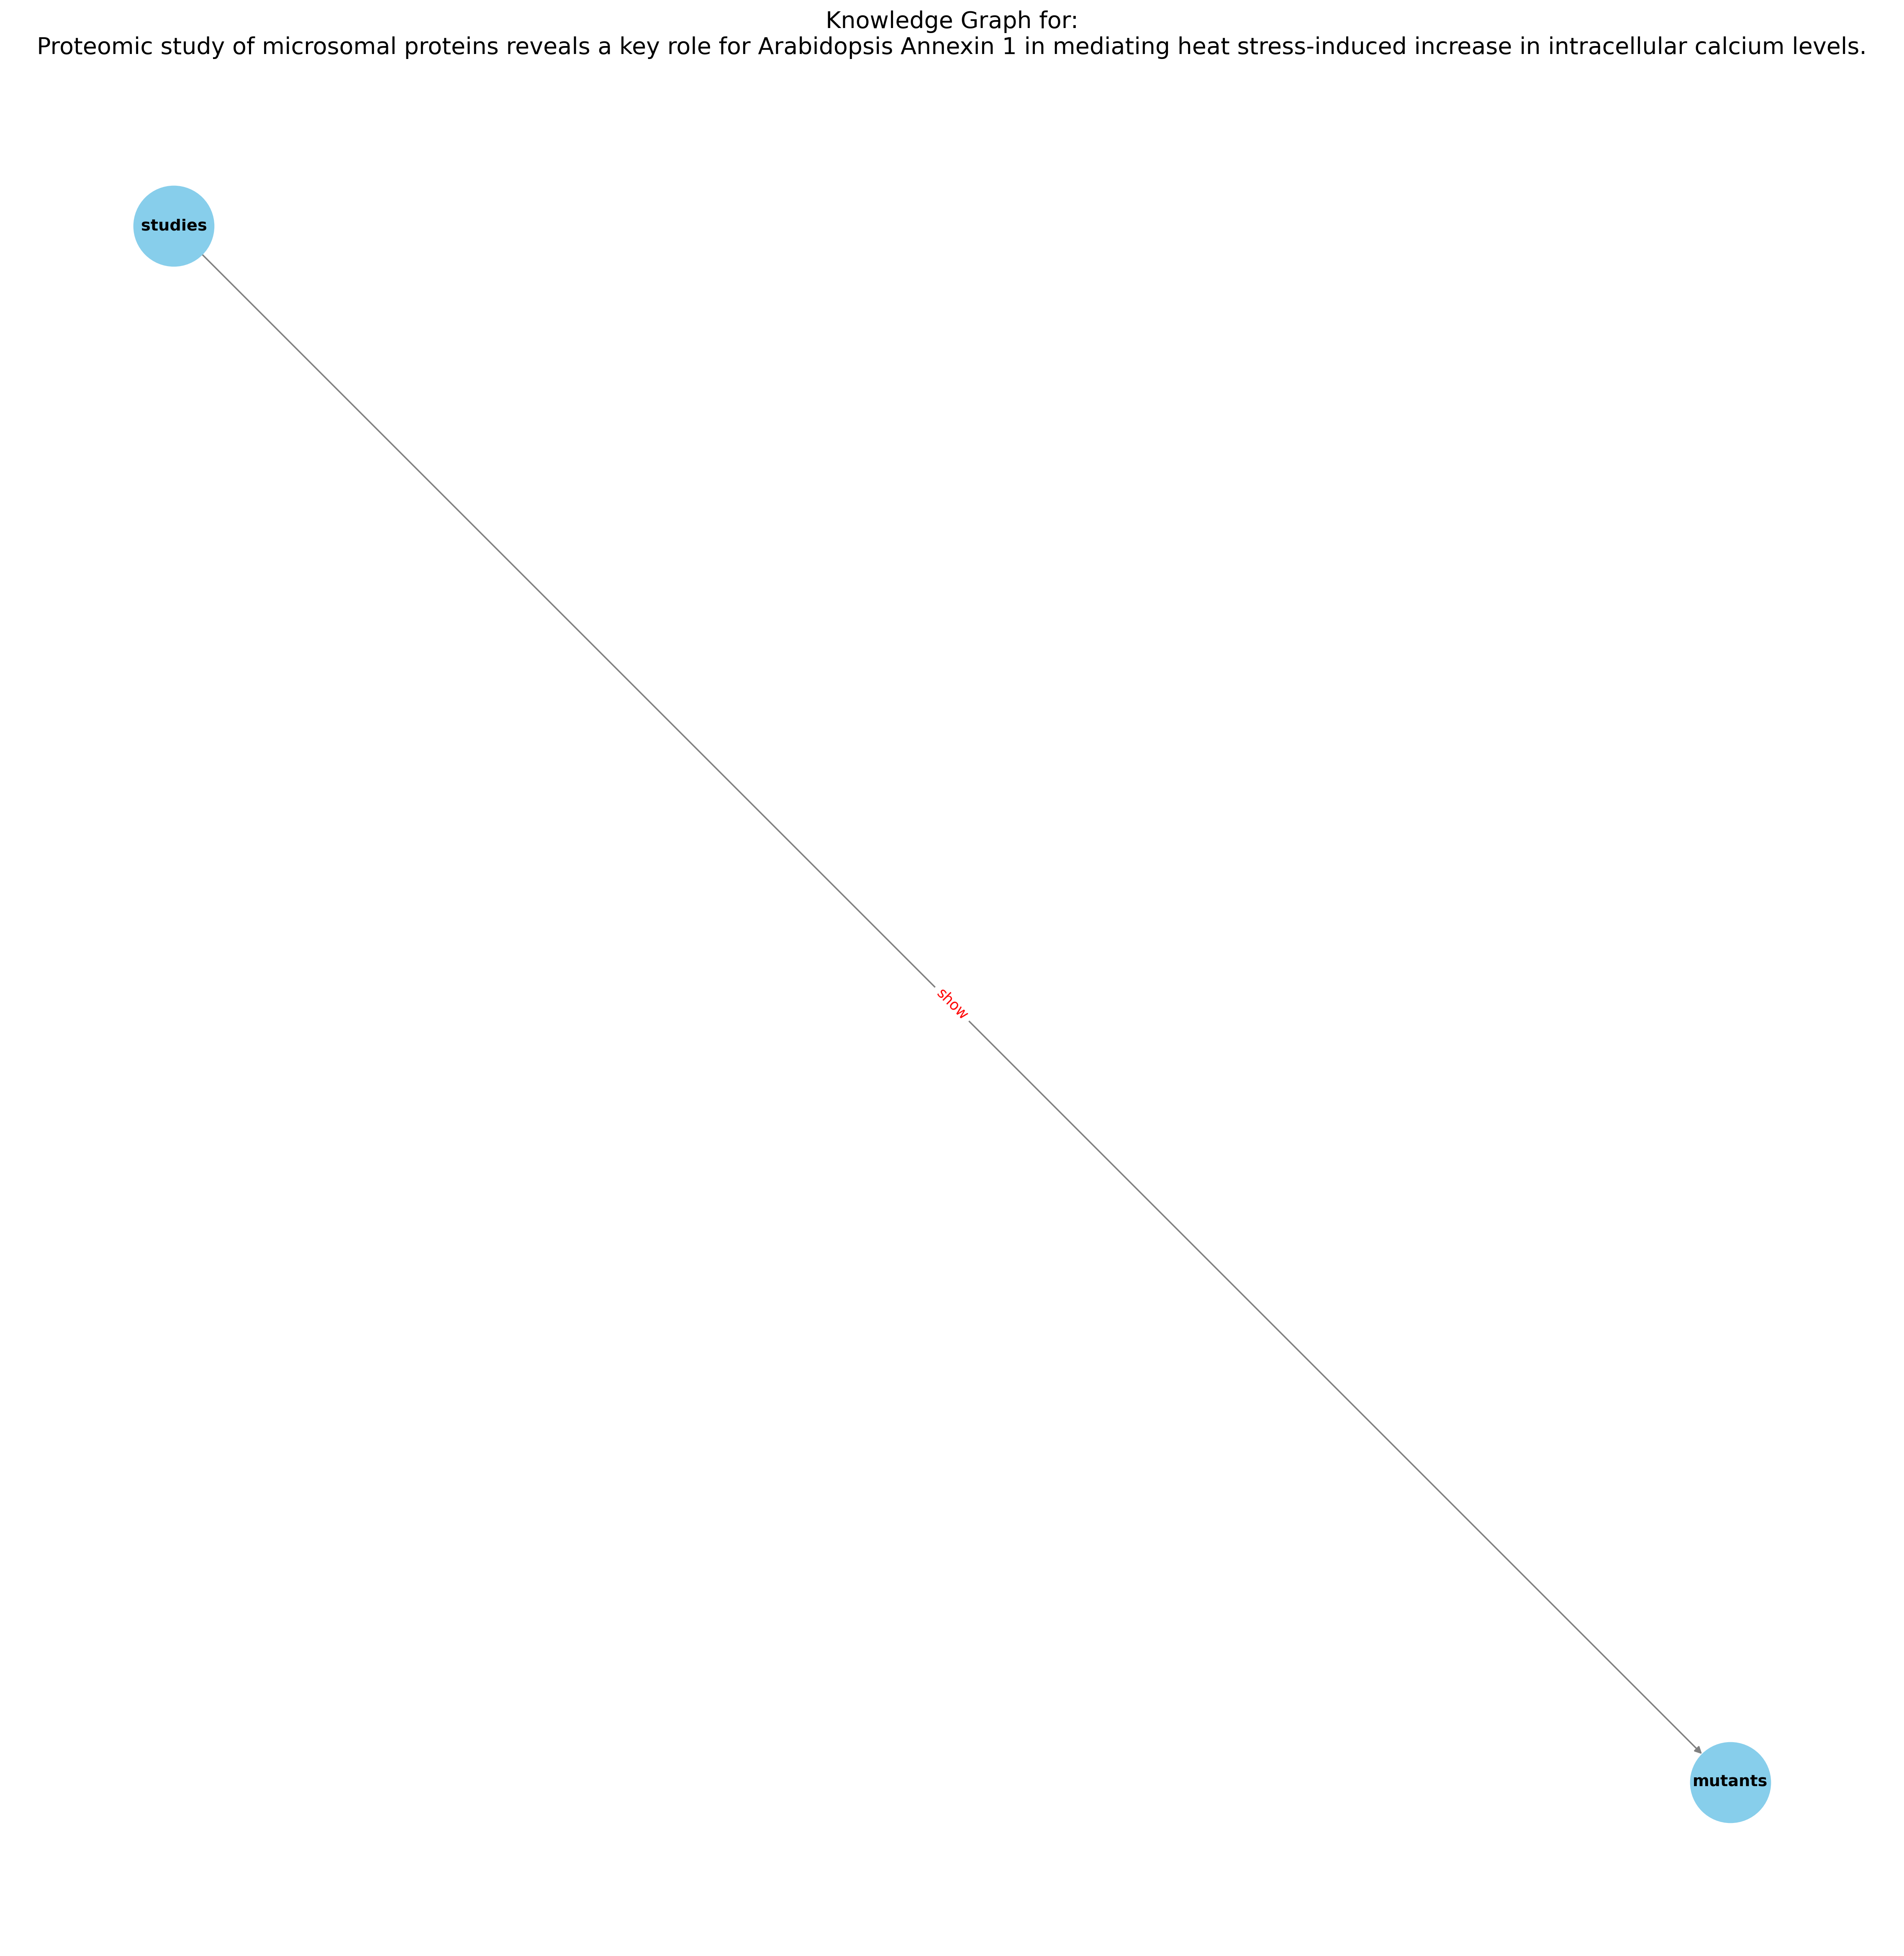 Knowledge Graph for:
Proteomic study of microsomal proteins reveals a key role for Arabidopsis Annexin 1 in mediating heat stress-induced increase in intracellular calcium levels.
studies
show
mutants